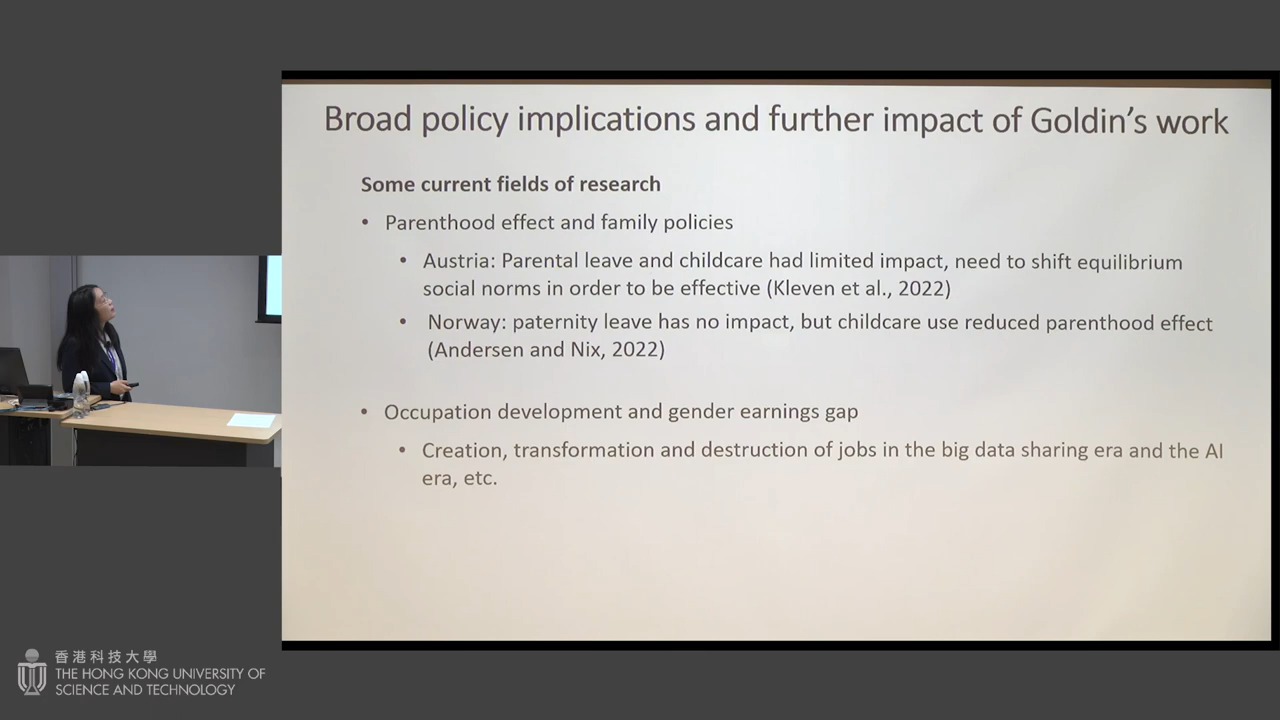 Broad policy implications and further impact of Goldin's work
Some current fields of research
• Parenthood effect and family policies
• Austria: Parental leave and childcare had limited impact, need to shift equilibrium
social norms in order to be effective (Kleven et al., 2022)
• Norway: paternity leave has no impact, but childcare use reduced parenthood effect
(Andersen and Nix, 2022)
• Occupation development and gender earnings gap
• Creation, transformation and destruction of jobs in the big data sharing era and the AI
era, etc.
香港科技大學
THE HONG KONG UNIVERSITY OF
SCIENCE AND TECHNOLOGY